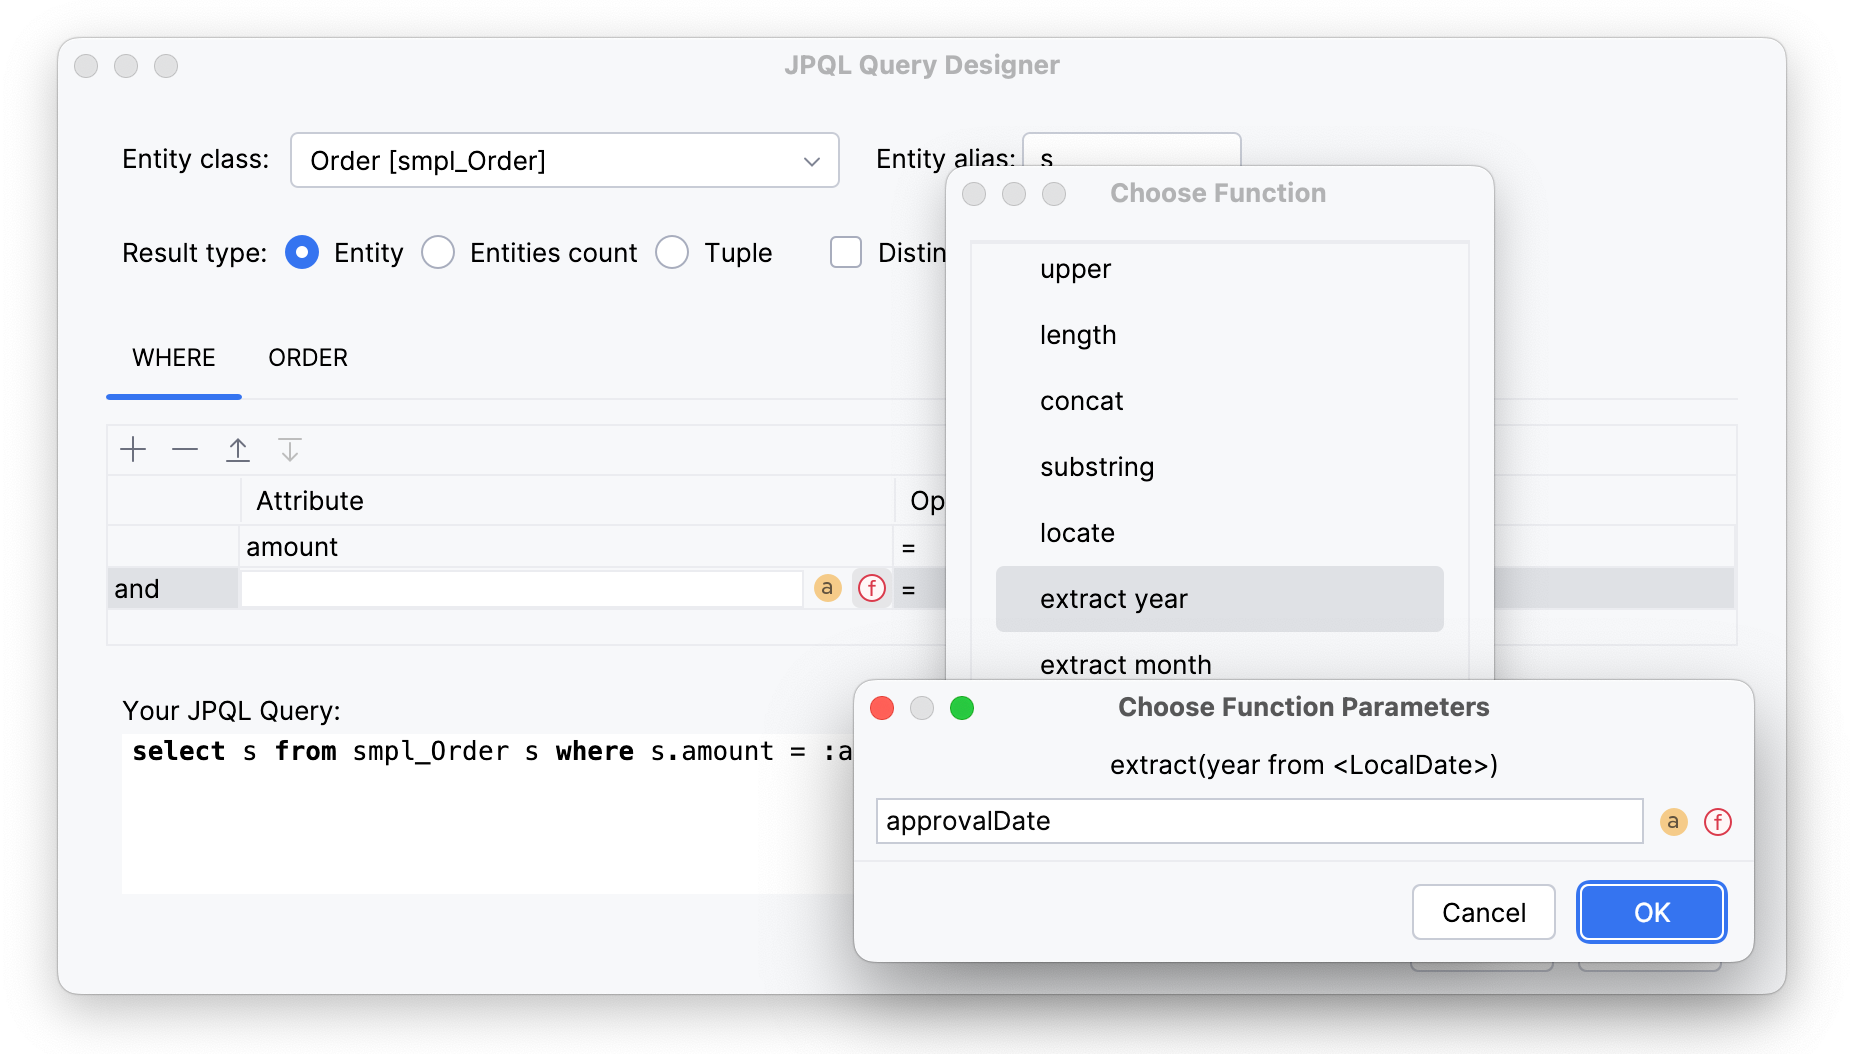 JPQL Query Designer
Entity class: Order [smpl_Order] Entity alias: s
Result type: Entity Entities count Tuple Distin
WHERE ORDER
Attribute Op
amount =
and a f =
Your JPQL Query:
select s from smpl_Order s where s.amount = :a
Choose Function
upper
length
concat
substring
locate
extract year
extract month
Choose Function Parameters
extract(year from <LocalDate>)
approvalDate a f
Cancel OK